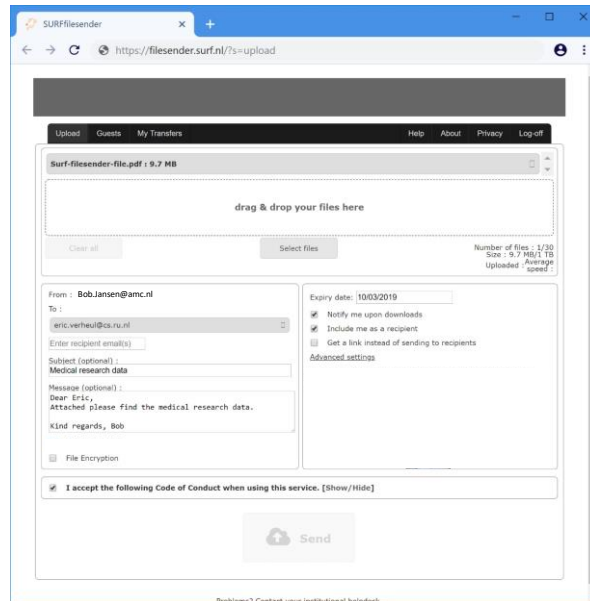 SURFfilesender
https://filesender.surf.nl/?s=upload
Upload Guests My Transfers Help About Privacy Log-off
Surf-filesender-file.pdf : 9.7 MB
drag & drop your files here
Clear all
Select files
Number of files : 1/30
Size : 9.7 MB/1 TB
Uploaded : Average speed :
From : Bob.Jansen@amc.nl
To :
eric.verheul@cs.ru.nl
Enter recipient email(s)
Subject (optional) :
Medical research data
Message (optional) :
Dear Eric,
Attached please find the medical research data.
Kind regards, Bob
File Encryption
Expiry date: 10/03/2019
Notify me upon downloads
Include me as a recipient
Get a link instead of sending to recipients
Advanced settings
I accept the following Code of Conduct when using this service. [Show/Hide]
Send
Problems? Contact your institutional helpdesk